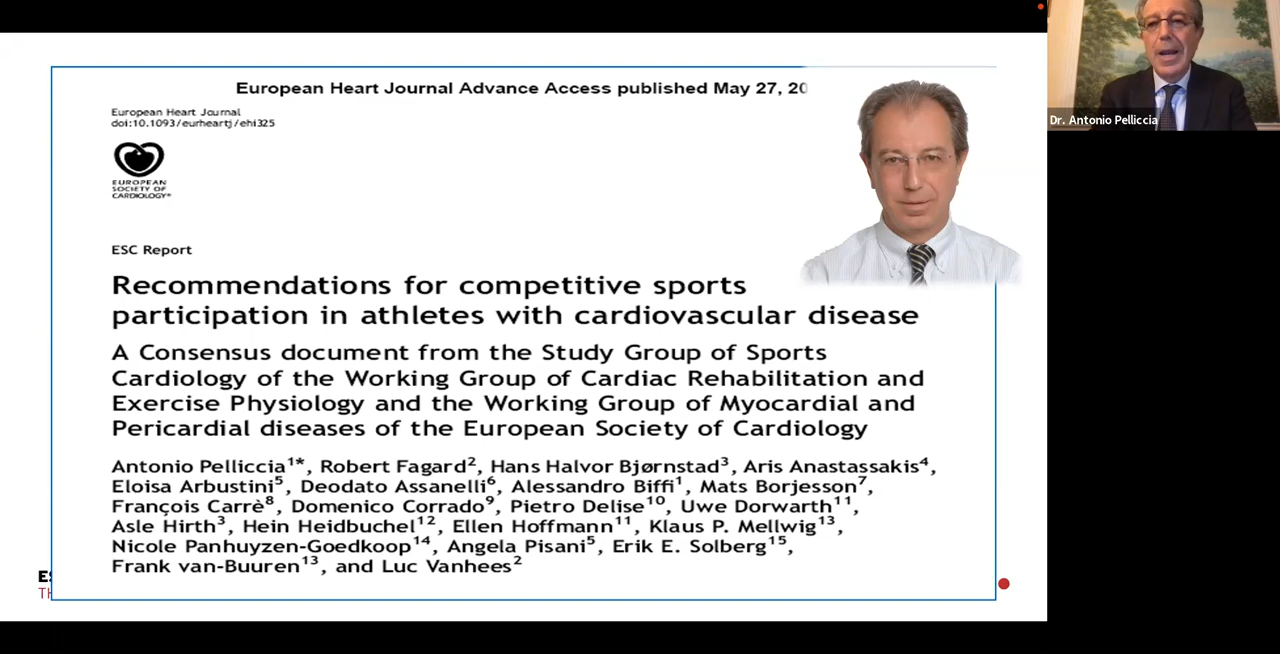 European Heart Journal Advance Access published May 27, 20
European Heart Journal
doi:10.1093/eurheartj/ehi325
EUROPEAN
SOCIETY OF
CARDIOLOGY®
ESC Report
Recommendations for competitive sports
participation in athletes with cardiovascular disease
A Consensus document from the Study Group of Sports
Cardiology of the Working Group of Cardiac Rehabilitation and
Exercise Physiology and the Working Group of Myocardial and
Pericardial diseases of the European Society of Cardiology
Antonio Pelliccia1*, Robert Fagard2, Hans Halvor Bjørnstad3, Aris Anastassakis4,
Eloisa Arbustini5, Deodato Assanelli6, Alessandro Biffi1, Mats Borjesson7,
François Carrè8, Domenico Corrado9, Pietro Delise10, Uwe Dorwarth11,
Asle Hirth3, Hein Heidbuchel12, Ellen Hoffmann11, Klaus P. Mellwig13,
Nicole Panhuyzen-Goedkoop14, Angela Pisani5, Erik E. Solberg15,
Frank van-Buuren13, and Luc Vanhees2
Dr. Antonio Pelliccia